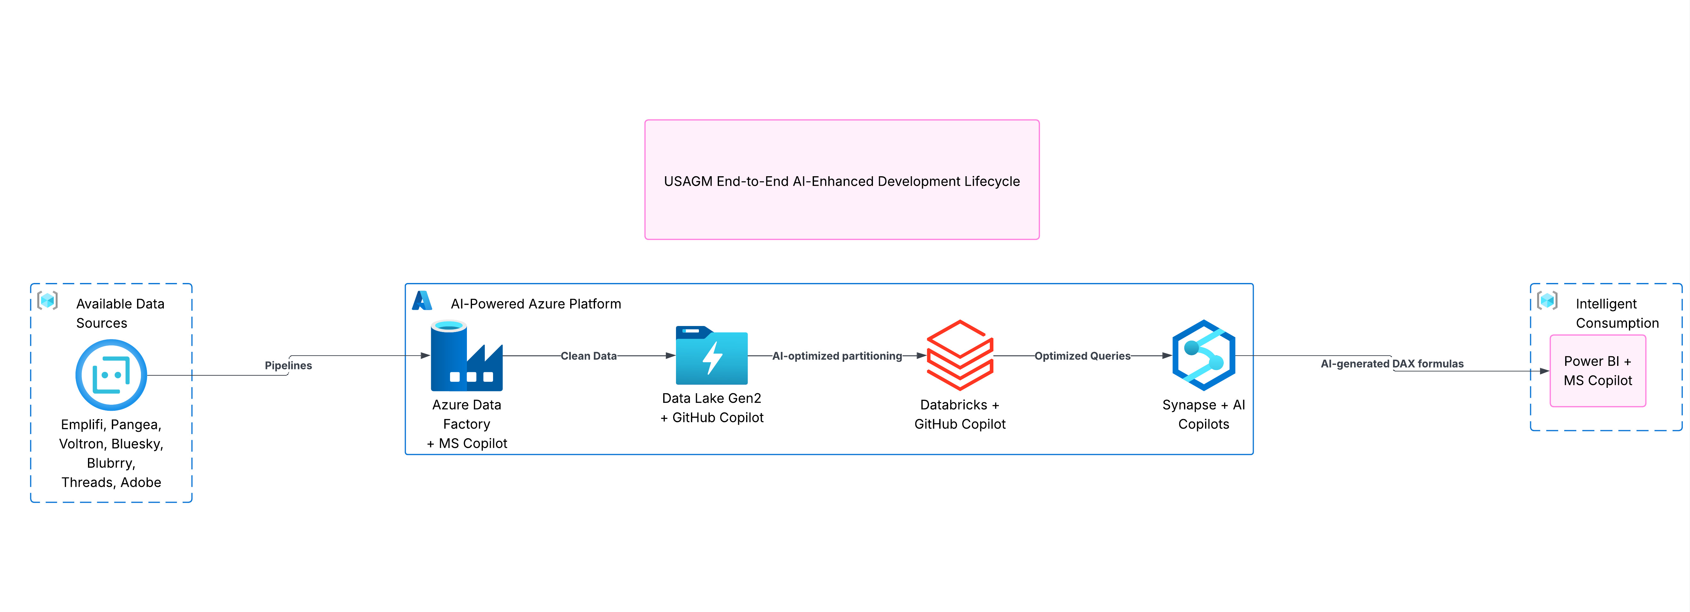 USAGM End-to-End AI-Enhanced Development Lifecycle
Available Data
Sources
Emplifi, Pangea,
Voltron, Bluesky,
Blubrry,
Threads, Adobe
Pipelines
AI-Powered Azure Platform
Azure Data
Factory
+ MS Copilot
Clean Data
Data Lake Gen2
+ GitHub Copilot
AI-optimized partitioning
Databricks +
GitHub Copilot
Optimized Queries
Synapse + AI
Copilots
AI-generated DAX formulas
Intelligent
Consumption
Power BI +
MS Copilot